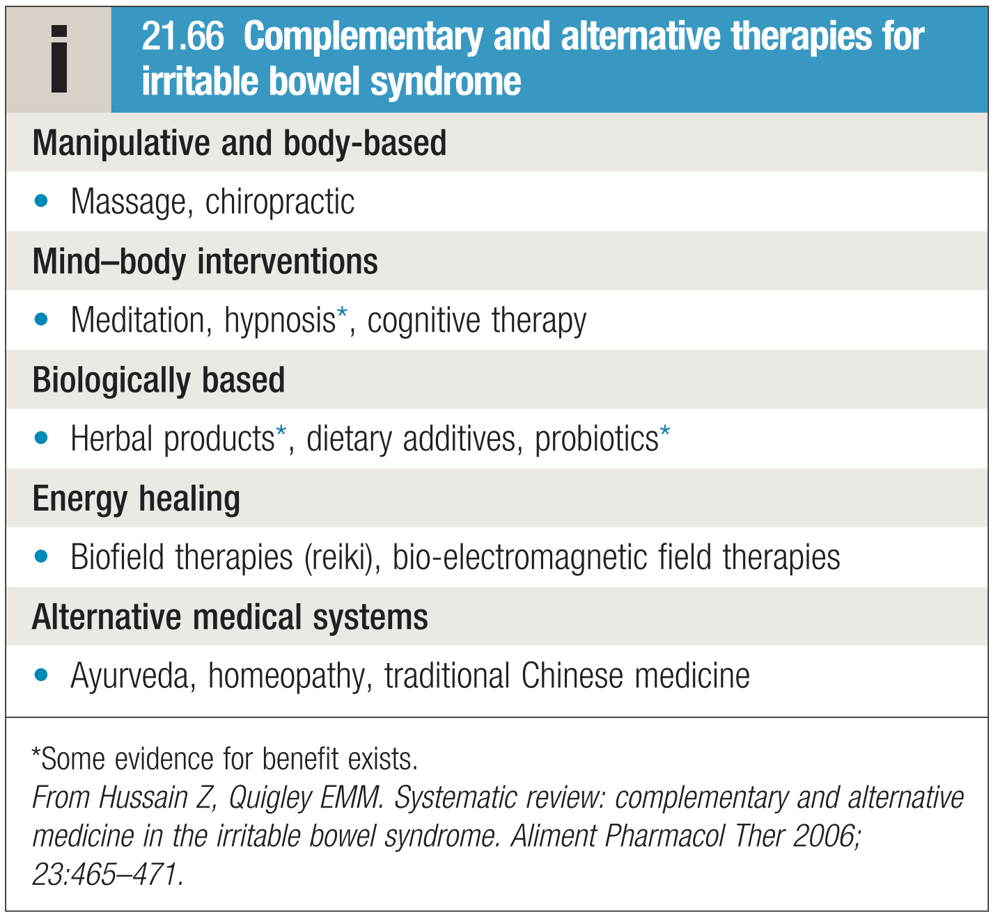 i
21.66 Complementary and alternative therapies for
irritable bowel syndrome
Manipulative and body-based
• Massage, chiropractic
Mind–body interventions
• Meditation, hypnosis*, cognitive therapy
Biologically based
• Herbal products*, dietary additives, probiotics*
Energy healing
• Biofield therapies (reiki), bio-electromagnetic field therapies
Alternative medical systems
• Ayurveda, homeopathy, traditional Chinese medicine
*Some evidence for benefit exists.
From Hussain Z, Quigley EMM. Systematic review: complementary and alternative
medicine in the irritable bowel syndrome. Aliment Pharmacol Ther 2006;
23:465–471.